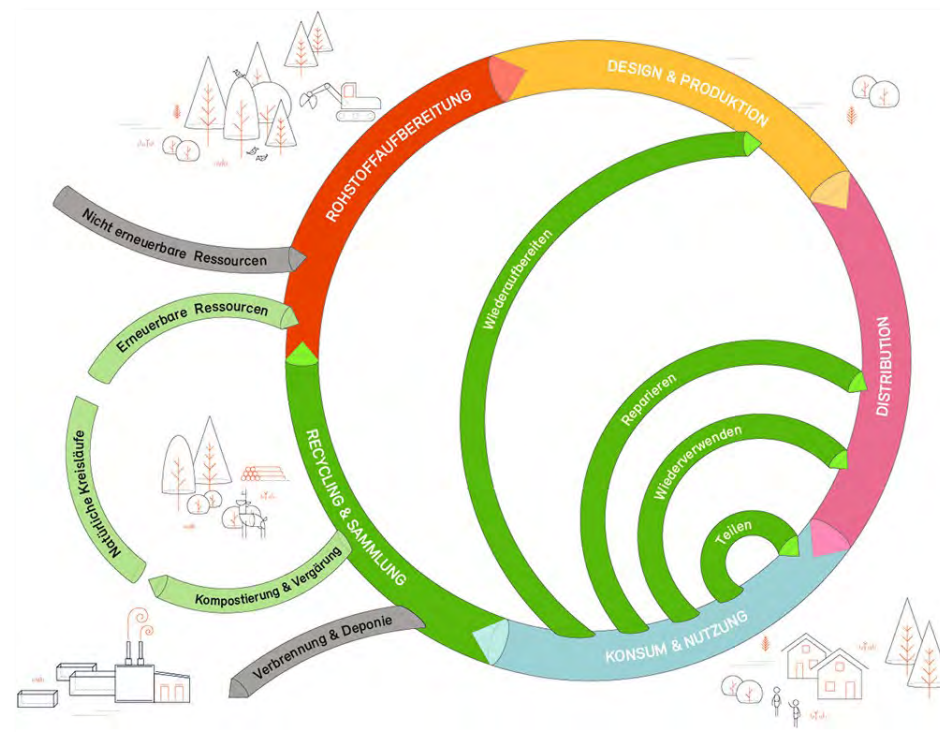 DESIGN & PRODUKTION
ROHSTOFFAUFBEREITUNG
Nicht erneuerbare Ressourcen
Wiederaufbereiten
Erneuerbare Ressourcen
DISTRIBUTION
Reparieren
Wiederverwenden
Natürliche Kreisläufe
RECYCLING & SAMMLUNG
Teilen
Kompostierung & Vergärung
KONSUM & NUTZUNG
Verbrennung & Deponie